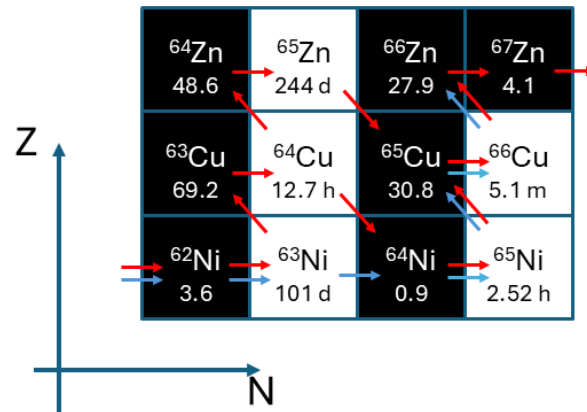 ⁶⁴Zn ⁶⁵Zn ⁶⁶Zn ⁶⁷Zn
48.6 244 d 27.9 4.1
Z
⁶³Cu ⁶⁴Cu ⁶⁵Cu ⁶⁶Cu
69.2 12.7 h 30.8 5.1 m
⁶²Ni ⁶³Ni ⁶⁴Ni ⁶⁵Ni
3.6 101 d 0.9 2.52 h
N